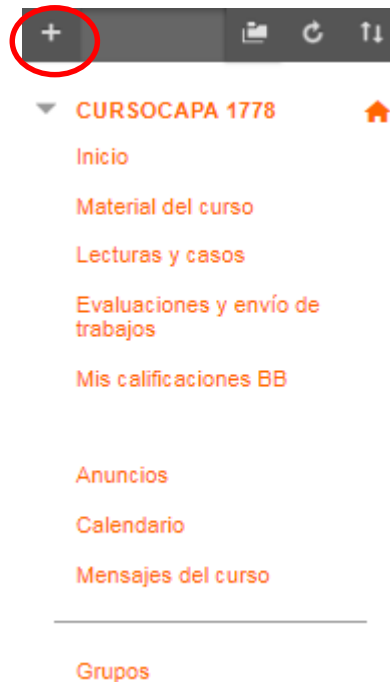 CURSOCAPA 1778
Inicio
Material del curso
Lecturas y casos
Evaluaciones y envío de
trabajos
Mis calificaciones BB
Anuncios
Calendario
Mensajes del curso
Grupos